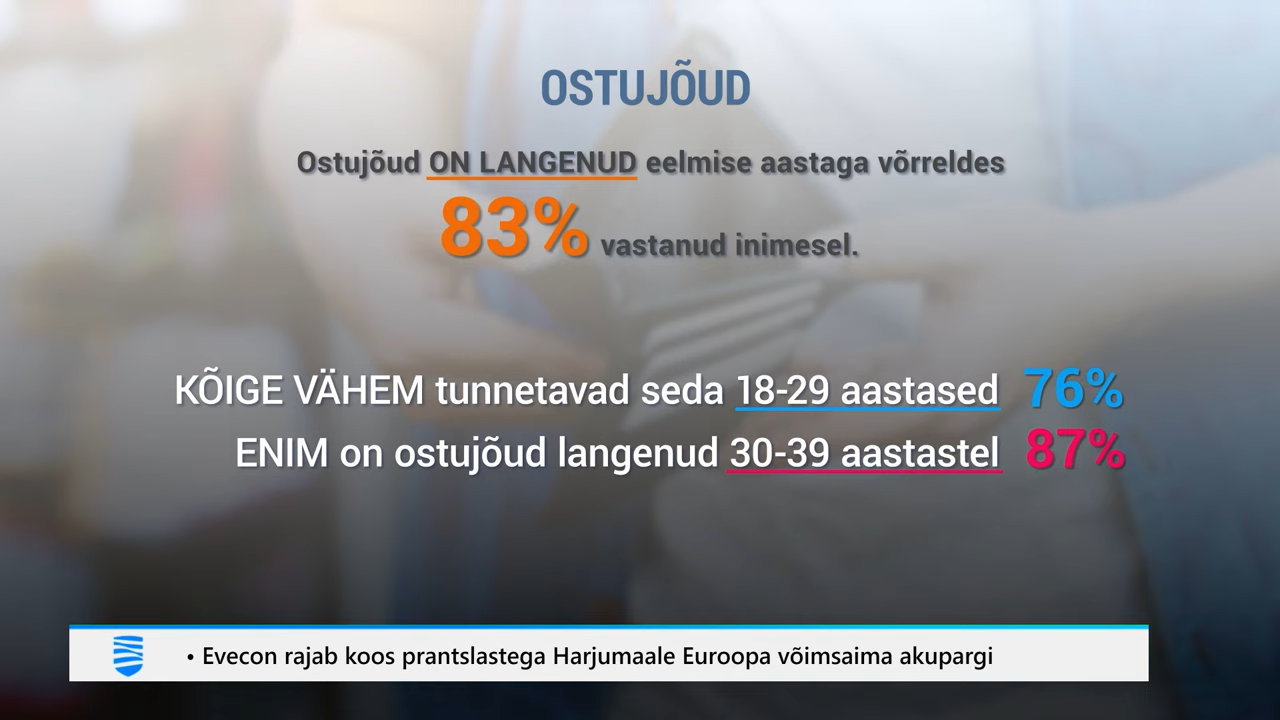 OSTUJÕUD
Ostujõud ON LANGENUD eelmise aastaga võrreldes
83% vastanud inimesel.
KÕIGE VÄHEM tunnetavad seda 18-29 aastased 76%
ENIM on ostujõud langenud 30-39 aastastel 87%
• Evecon rajab koos prantslastega Harjumaale Euroopa võimsaima akupargi